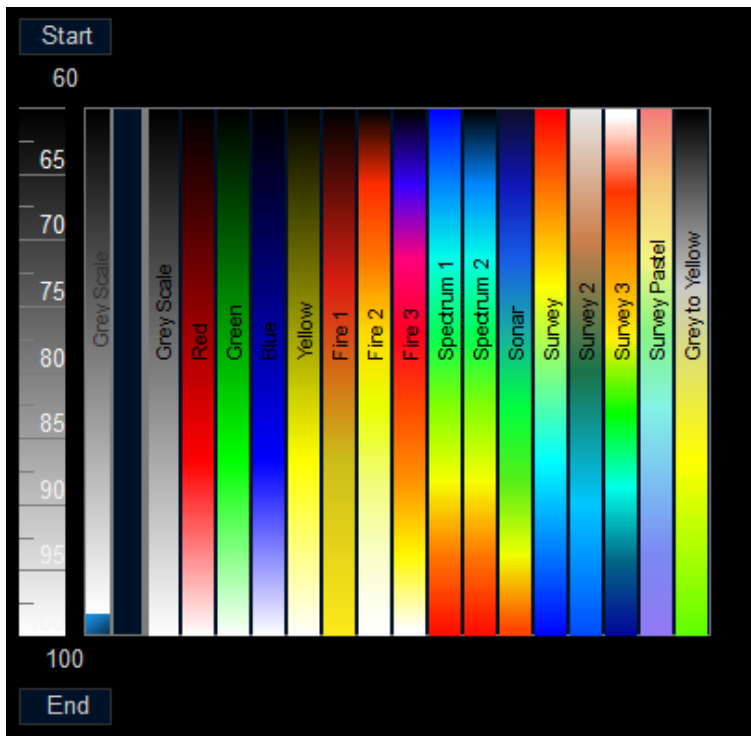 Start
60
65
70
75
80
85
90
95
100
End
Grey Scale
Grey Scale
Red
Green
Blue
Yellow
Fire 1
Fire 2
Fire 3
Spectrum 1
Spectrum 2
Sonar
Survey
Survey 2
Survey 3
Survey Pastel
Grey to Yellow